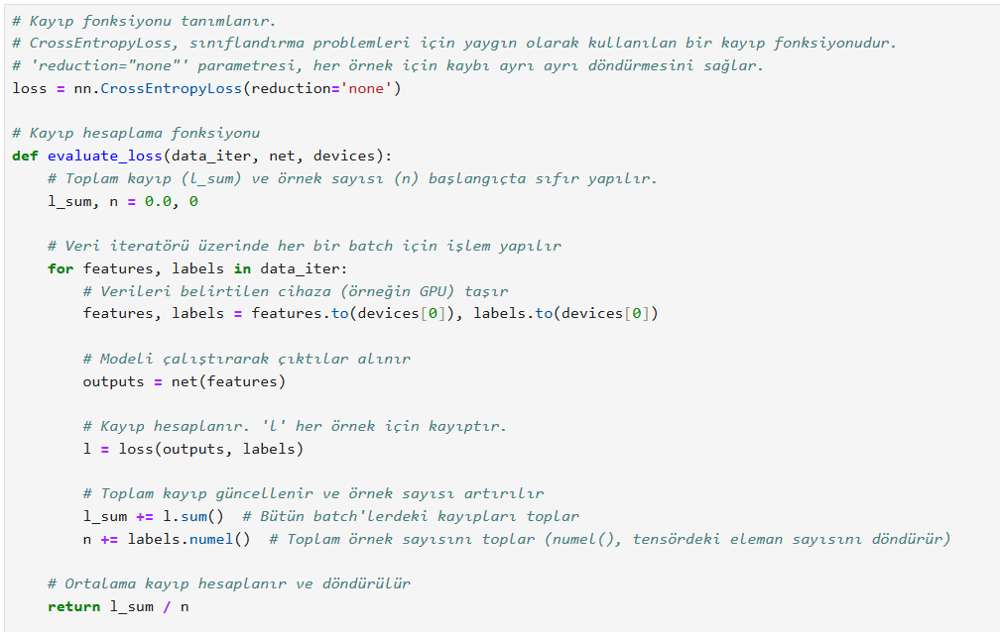 # Kayıp fonksiyonu tanımlanır.
# CrossEntropyLoss, sınıflandırma problemleri için yaygın olarak kullanılan bir kayıp fonksiyonudur.
# 'reduction="none"' parametresi, her örnek için kaybı ayrı ayrı döndürmesini sağlar.
loss = nn.CrossEntropyLoss(reduction='none')

# Kayıp hesaplama fonksiyonu
def evaluate_loss(data_iter, net, devices):
    # Toplam kayıp (l_sum) ve örnek sayısı (n) başlangıçta sıfır yapılır.
    l_sum, n = 0.0, 0

    # Veri iteratörü üzerinde her bir batch için işlem yapılır
    for features, labels in data_iter:
        # Verileri belirtilen cihaza (örneğin GPU) taşır
        features, labels = features.to(devices[0]), labels.to(devices[0])

        # Modeli çalıştırarak çıktılar alınır
        outputs = net(features)

        # Kayıp hesaplanır. 'l' her örnek için kayıptır.
        l = loss(outputs, labels)

        # Toplam kayıp güncellenir ve örnek sayısı artırılır
        l_sum += l.sum()  # Bütün batch'lerdeki kayıpları toplar
        n += labels.numel()  # Toplam örnek sayısını toplar (numel(), tensördeki eleman sayısını döndürür)

    # Ortalama kayıp hesaplanır ve döndürülür
    return l_sum / n